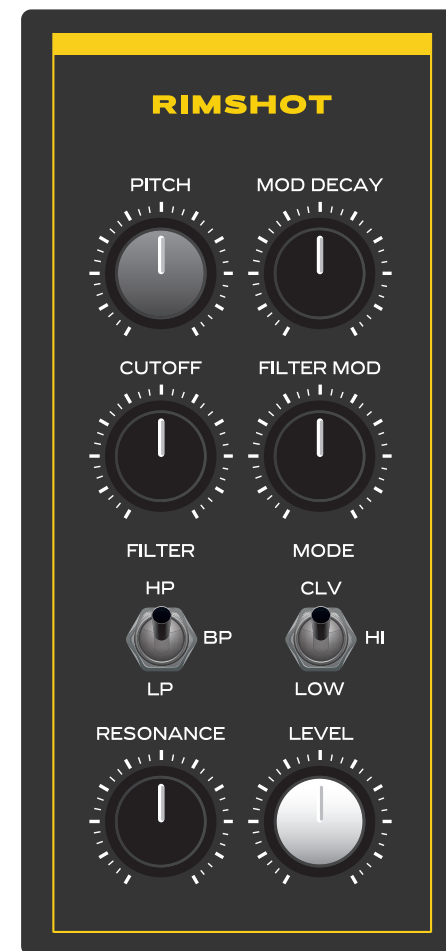 RIMSHOT
PITCH MOD DECAY
CUTOFF FILTER MOD
FILTER MODE
HP CLV
BP HI
LP LOW
RESONANCE LEVEL